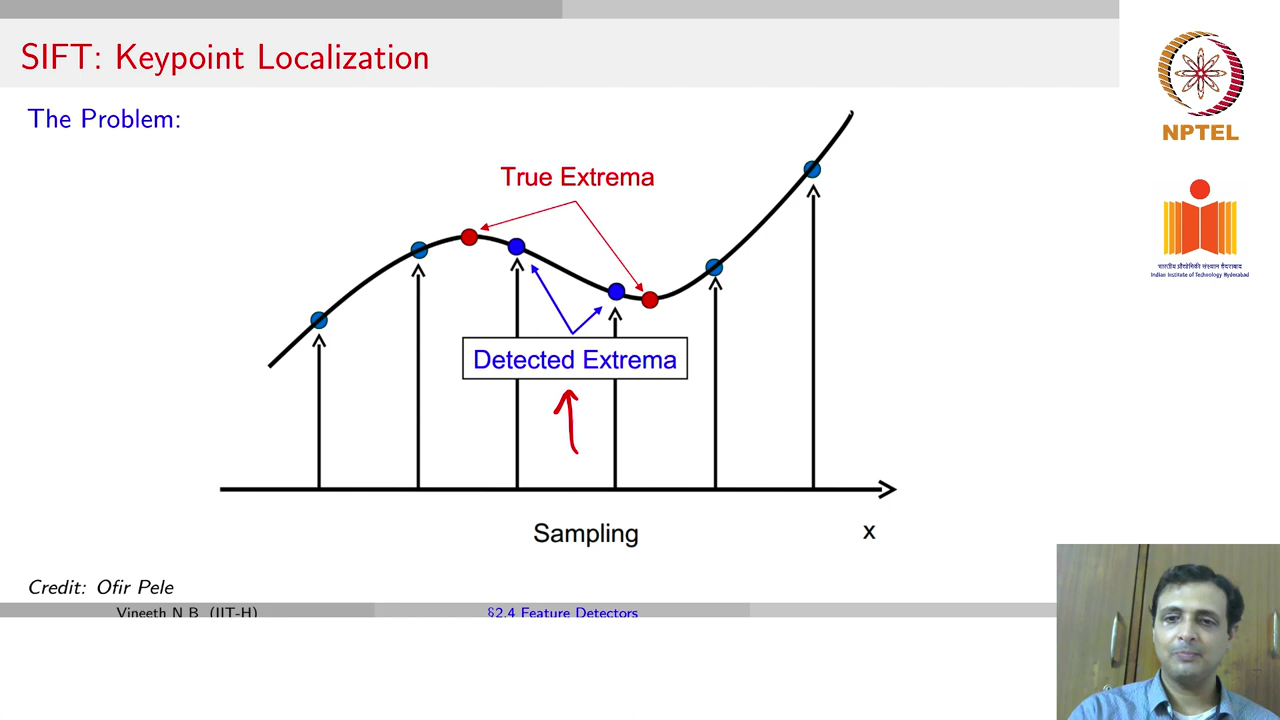 SIFT: Keypoint Localization
The Problem:
True Extrema
Detected Extrema
Sampling
x
Credit: Ofir Pele
Vineeth N B (IIT-H)
§2.4 Feature Detectors
NPTEL
भारतीय प्रौद्योगिकी संस्थान हैदराबाद
Indian Institute of Technology Hyderabad